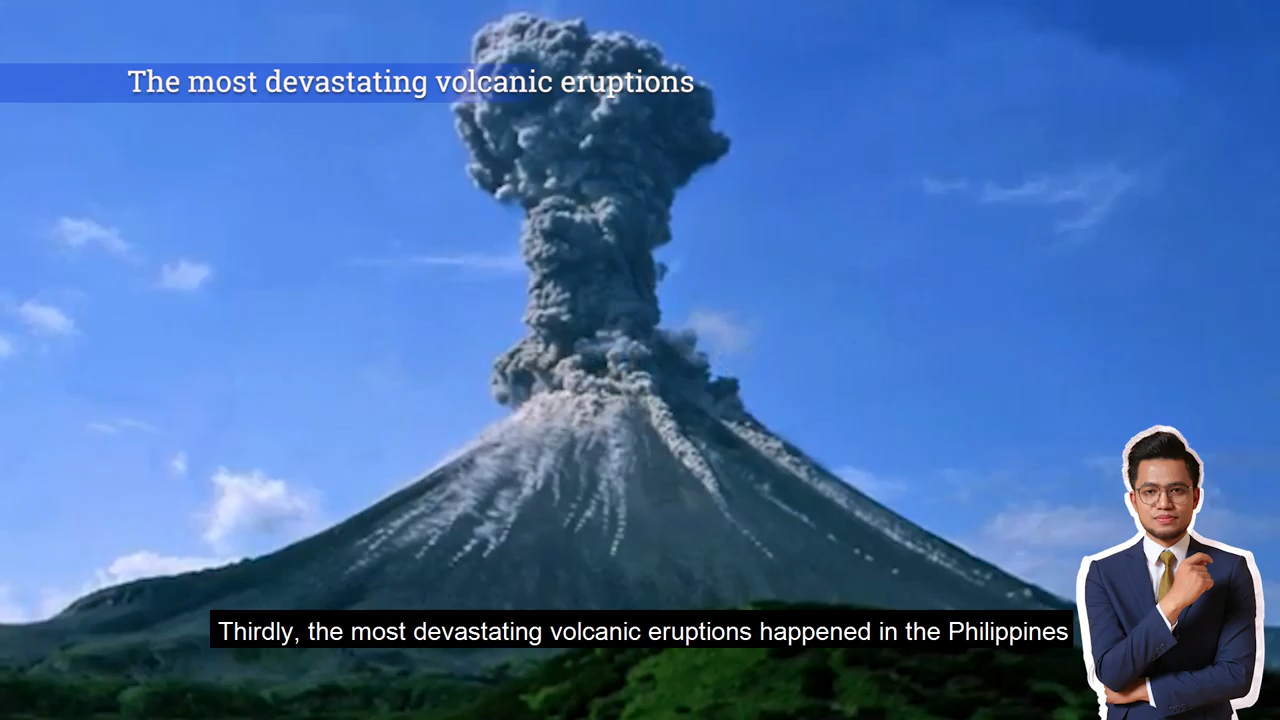 The most devastating volcanic eruptions
Thirdly, the most devastating volcanic eruptions happened in the Philippines